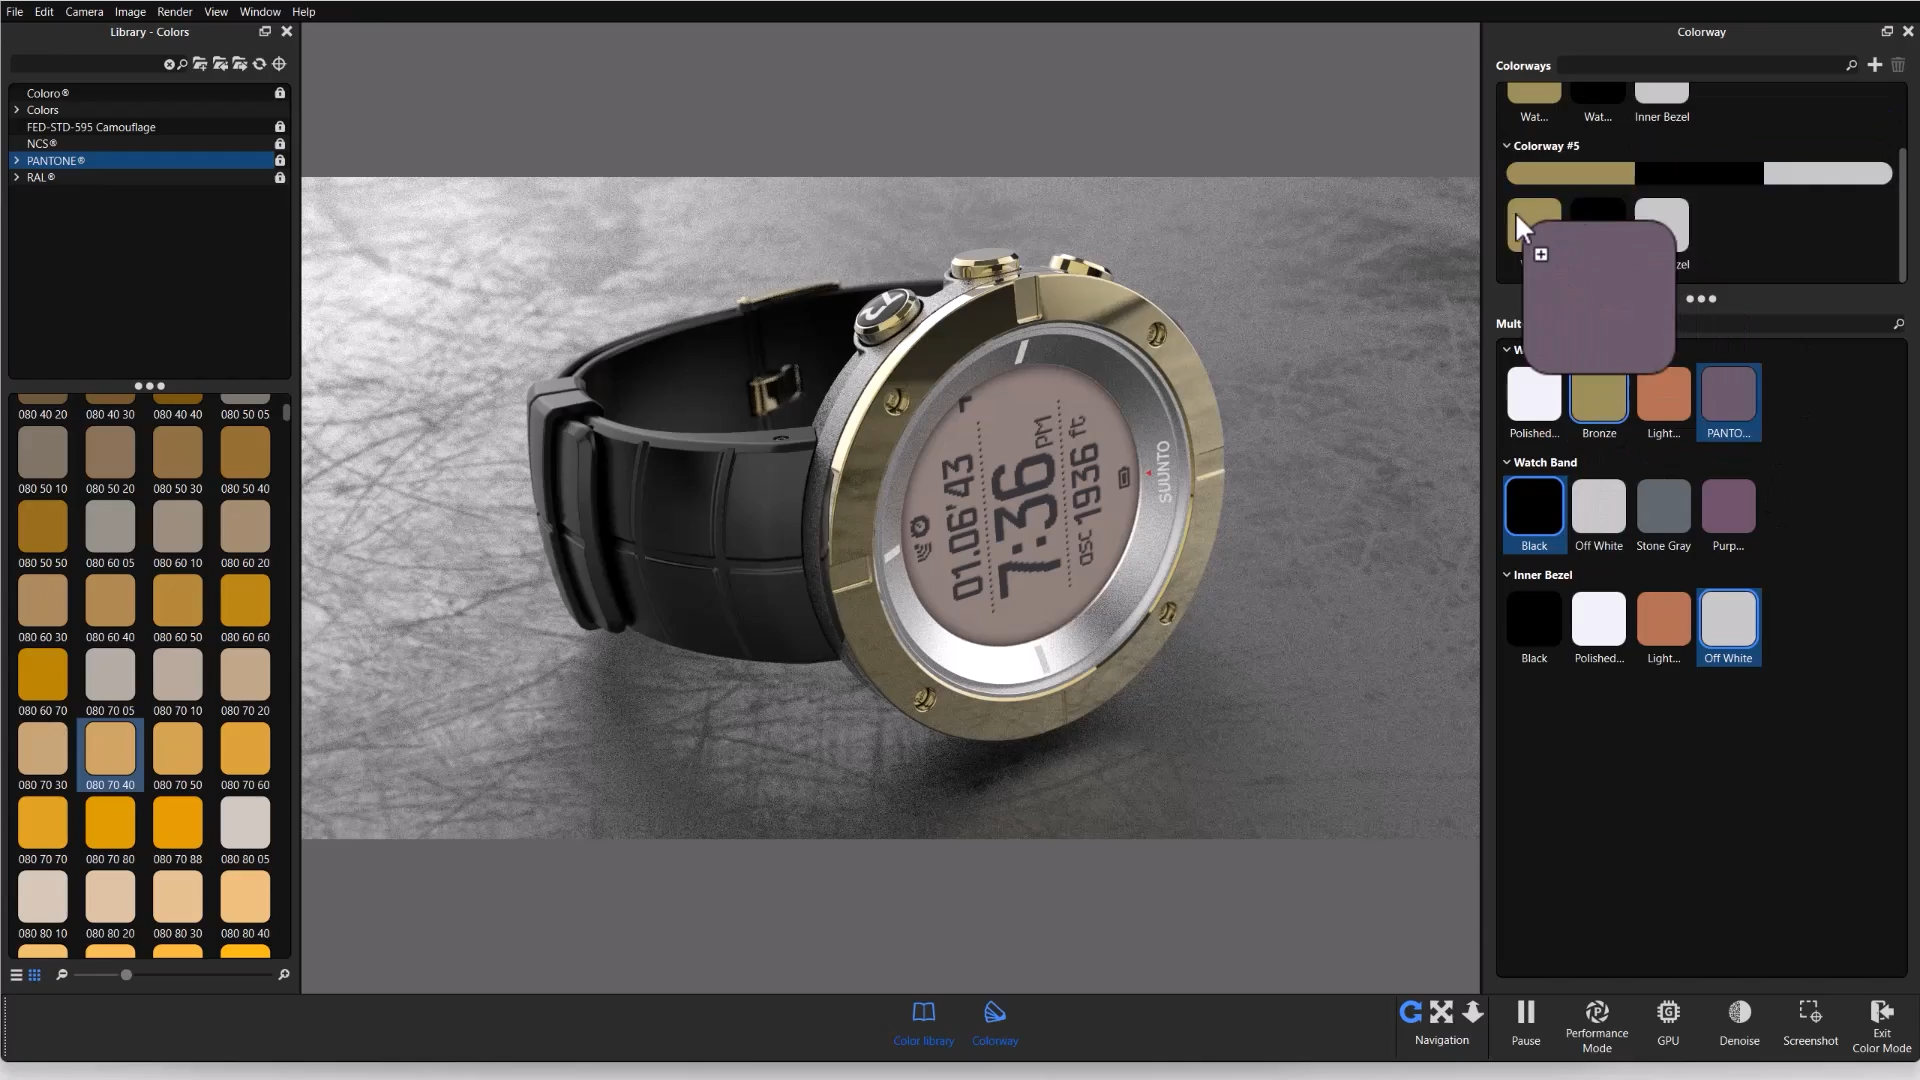 File Edit Camera Image Render View Window Help
Library - Colors
Coloro®
Colors
FED-STD-595 Camouflage
NCS®
PANTONE®
RAL®
080 40 20 080 40 30 080 40 40 080 50 05
080 50 10 080 50 20 080 50 30 080 50 40
080 50 50 080 60 05 080 60 10 080 60 20
080 60 30 080 60 40 080 60 50 080 60 60
080 60 70 080 70 05 080 70 10 080 70 20
080 70 30 080 70 40 080 70 50 080 70 60
080 70 70 080 70 80 080 70 88 080 80 05
080 80 10 080 80 20 080 80 30 080 80 40
01.06'43
7:36 PM
asc 1936 ft
SUUNTO
Colorway
Colorways
Wat... Wat... Inner Bezel
Colorway #5
zel
Mult
W
Polished... Bronze Light... PANTO...
Watch Band
Black Off White Stone Gray Purp...
Inner Bezel
Black Polished... Light... Off White
Color library Colorway
Navigation
Pause
Performance
Mode
GPU
Denoise
Screenshot
Exit
Color Mode